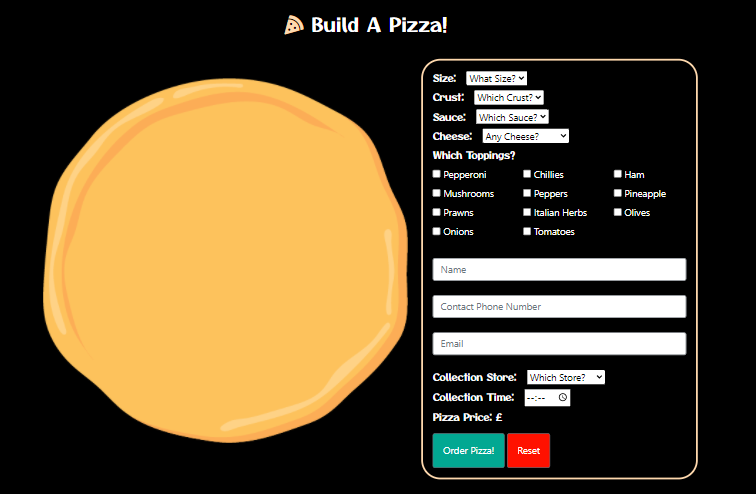 Build A Pizza!
Size: What Size?
Crust: Which Crust?
Sauce: Which Sauce?
Cheese: Any Cheese?
Which Toppings?
Pepperoni Chillies Ham
Mushrooms Peppers Pineapple
Prawns Italian Herbs Olives
Onions Tomatoes
Name
Contact Phone Number
Email
Collection Store: Which Store?
Collection Time: --:--
Pizza Price: £
Order Pizza! Reset